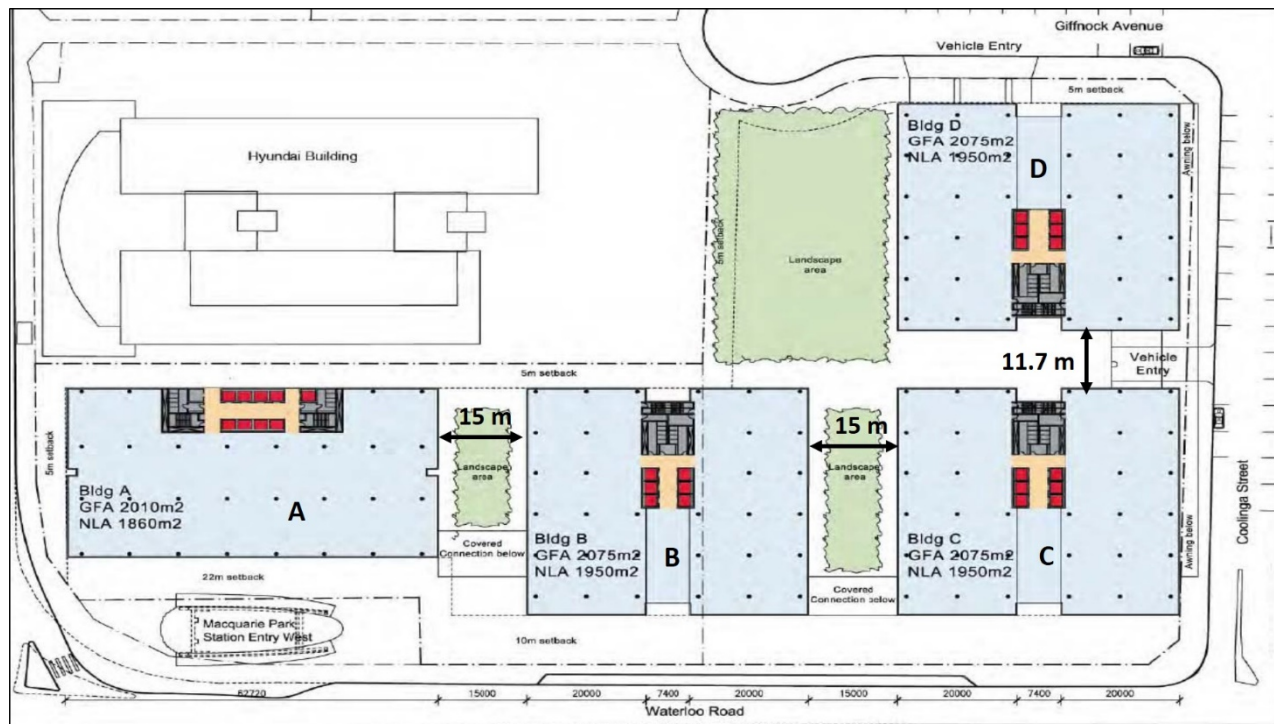 Giffnock Avenue
Vehicle Entry
5m setback
Bldg D
GFA 2075m2
NLA 1950m2
D
Awning below
Hyundai Building
5m setback
Landscape
area
11.7 m
Vehicle
Entry
5m setback
5m setback
15 m
15 m
Landscape
area
Landscape
area
Bldg A
GFA 2010m2
NLA 1860m2
A
Covered
Connection below
Bldg B
GFA 2075m2
NLA 1950m2
B
Covered
Connection below
Bldg C
GFA 2075m2
NLA 1950m2
C
Awning below
Coolinga Street
22m setback
Macquarie Park
Station Entry West
10m setback
62720
15000
20000
7400
20000
15000
20000
7400
20000
Waterloo Road